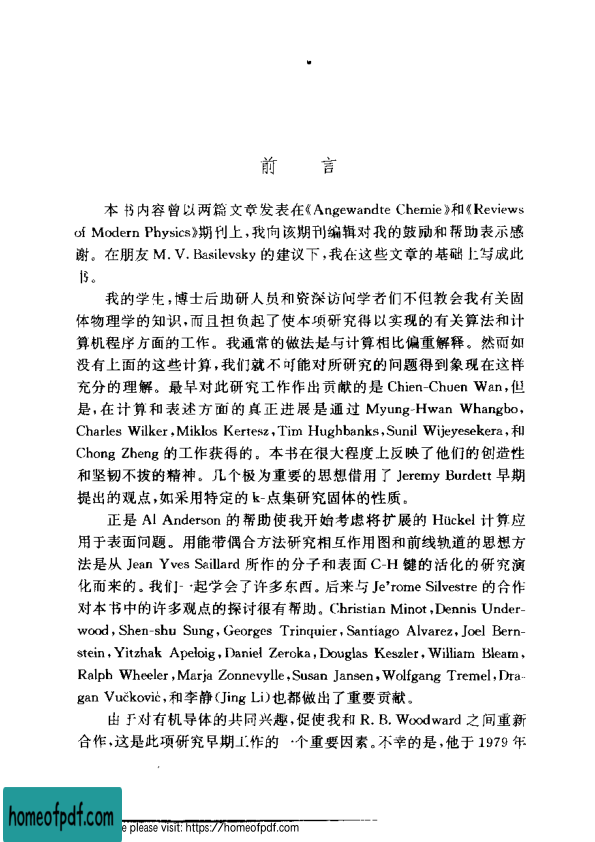 前 言
本书内容曾以两篇文章发表在《Angewandte Chemie》和《Reviews
of Modern Physics》期刊上,我向该期刊编辑对我的鼓励和帮助表示感
谢。在朋友 M. V. Basilevsky 的建议下,我在这些文章的基础上写成此
书。
我的学生,博士后助研人员和资深访问学者们不但教会我有关固
体物理学的知识,而且担负起了使本项研究得以实现的有关算法和计
算机程序方面的工作。我通常的做法是与计算相比偏重解释。然而如
没有上面的这些计算,我们就不可能对所研究的问题得到象现在这样
充分的理解。最早对此研究工作作出贡献的是 Chien-Chuen Wan,但
是,在计算和表述方面的真正进展是通过 Myung-Hwan Whangbo,
Charles Wilker,Miklos Kertesz,Tim Hughbanks,Sunil Wijeyesekera,和
Chong Zheng 的工作获得的。本书在很大程度上反映了他们的创造性
和坚韧不拔的精神。几个极为重要的思想借用了 Jeremy Burdett 早期
提出的观点,如采用特定的 k-点集研究固体的性质。
正是 Al Anderson 的帮助使我开始考虑将扩展的 Hückel 计算应
用于表面问题。用能带偶合方法研究相互作用图和前线轨道的思想方
法是从 Jean Yves Saillard 所作的分子和表面 C-H 键的活化的研究演
化而来的。我们一起学会了许多东西。后来与 Je'rome Silvestre 的合作
对本书中的许多观点的探讨很有帮助。Christian Minot,Dennis Under-
wood,Shen-shu Sung,Georges Trinquier,Santiago Alvarez,Joel Bern-
stein,Yitzhak Apeloig,Daniel Zeroka,Douglas Keszler,William Bleam,
Ralph Wheeler,Marja Zonnevylle,Susan Jansen,Wolfgang Tremel,Dra-
gan Vučković,和李静(Jing Li)也都做出了重要贡献。
由于对有机导体的共同兴趣,促使我和 R. B. Woodward 之间重新
合作,这是此项研究早期工作的一个重要因素。不幸的是,他于 1979 年
homeofpdf.com
e please visit: https://homeofpdf.com